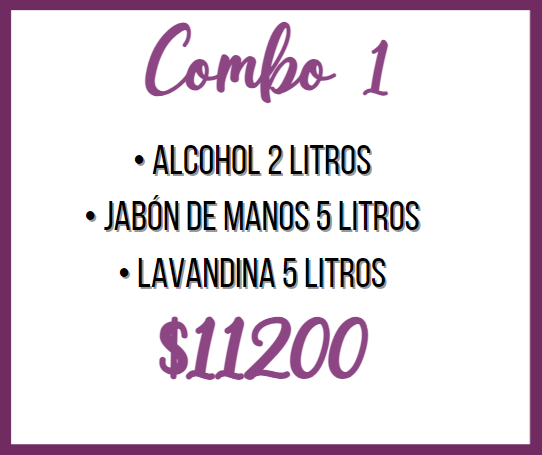 Combo 1
• ALCOHOL 2 LITROS
• JABÓN DE MANOS 5 LITROS
• LAVANDINA 5 LITROS
$11200